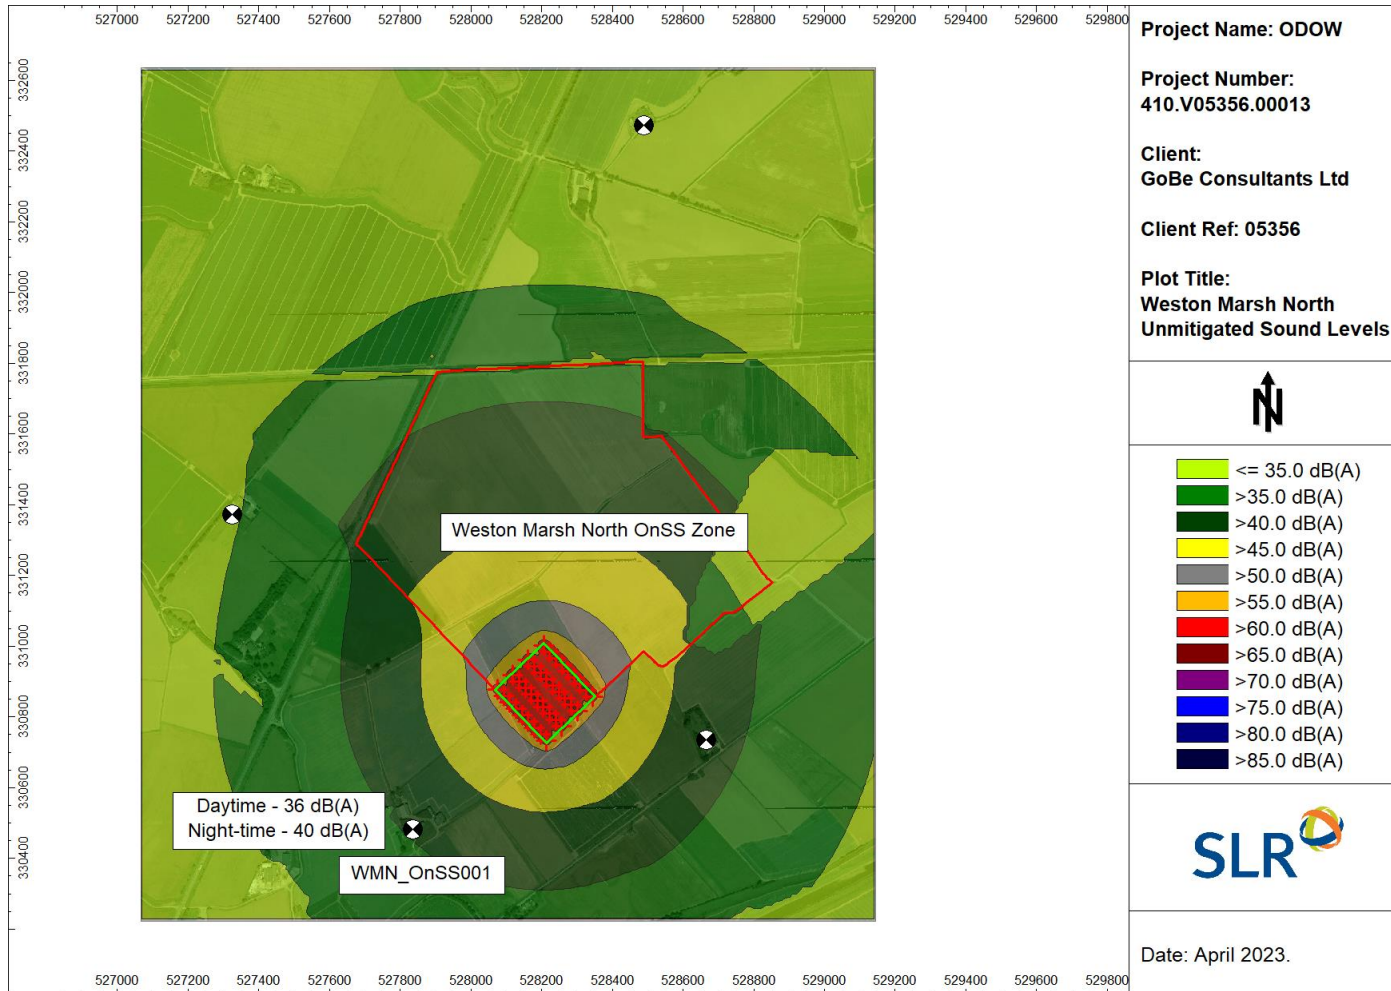 527000 527200 527400 527600 527800 528000 528200 528400 528600 528800 529000 529200 529400 529600 529800
332600
332400
332200
332000
331800
331600
331400
331200
331000
330800
330600
330400
Weston Marsh North OnSS Zone
Daytime - 36 dB(A)
Night-time - 40 dB(A)
WMN_OnSS001
527000 527200 527400 527600 527800 528000 528200 528400 528600 528800 529000 529200 529400 529600 529800
Project Name: ODOW
Project Number:
410.V05356.00013
Client:
GoBe Consultants Ltd
Client Ref: 05356
Plot Title:
Weston Marsh North
Unmitigated Sound Levels
N
<= 35.0 dB(A)
>35.0 dB(A)
>40.0 dB(A)
>45.0 dB(A)
>50.0 dB(A)
>55.0 dB(A)
>60.0 dB(A)
>65.0 dB(A)
>70.0 dB(A)
>75.0 dB(A)
>80.0 dB(A)
>85.0 dB(A)
SLR
Date: April 2023.